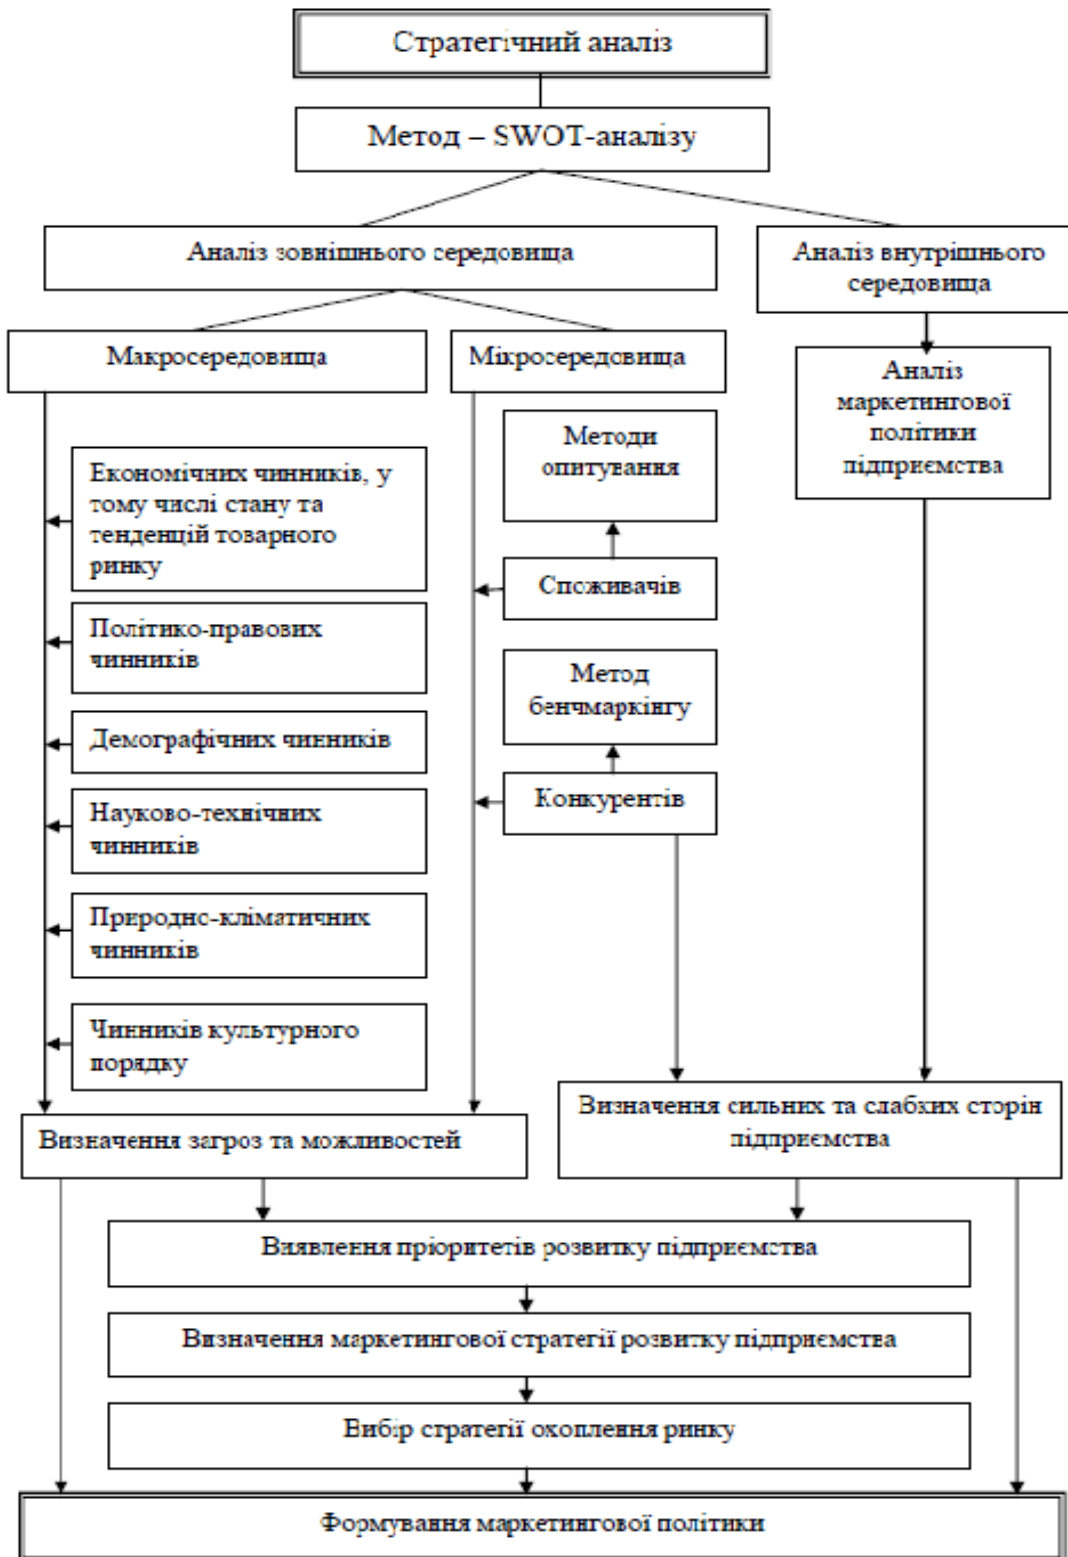 Стратегічний аналіз
Метод – SWOT-аналізу
Аналіз зовнішнього середовища
Аналіз внутрішнього
середовища
Макросередовища
Мікросередовища
Аналіз
маркетингової
політики
підприємства
Методи
опитування
Економічних чинників, у
тому числі стану та
тенденцій товарного
ринку
Споживачів
Політико-правових
чинників
Метод
бенчмаркінгу
Демографічних чинників
Конкурентів
Науково-технічних
чинників
Природно-кліматичних
чинників
Чинників культурного
порядку
Визначення загроз та можливостей
Визначення сильних та слабких сторін
підприємства
Виявлення пріоритетів розвитку підприємства
Визначення маркетингової стратегії розвитку підприємства
Вибір стратегії охоплення ринку
Формування маркетингової політики